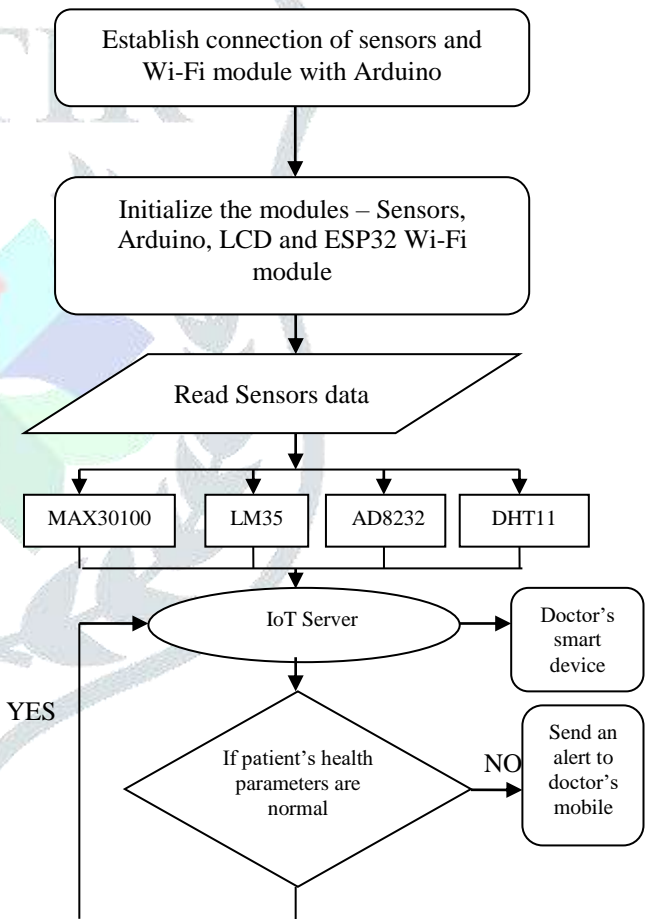 Establish connection of sensors and
Wi-Fi module with Arduino
Initialize the modules – Sensors,
Arduino, LCD and ESP32 Wi-Fi
module
Read Sensors data
MAX30100
LM35
AD8232
DHT11
IoT Server
Doctor's
smart
device
YES
If patient's health
parameters are
normal
NO
Send an
alert to
doctor's
mobile